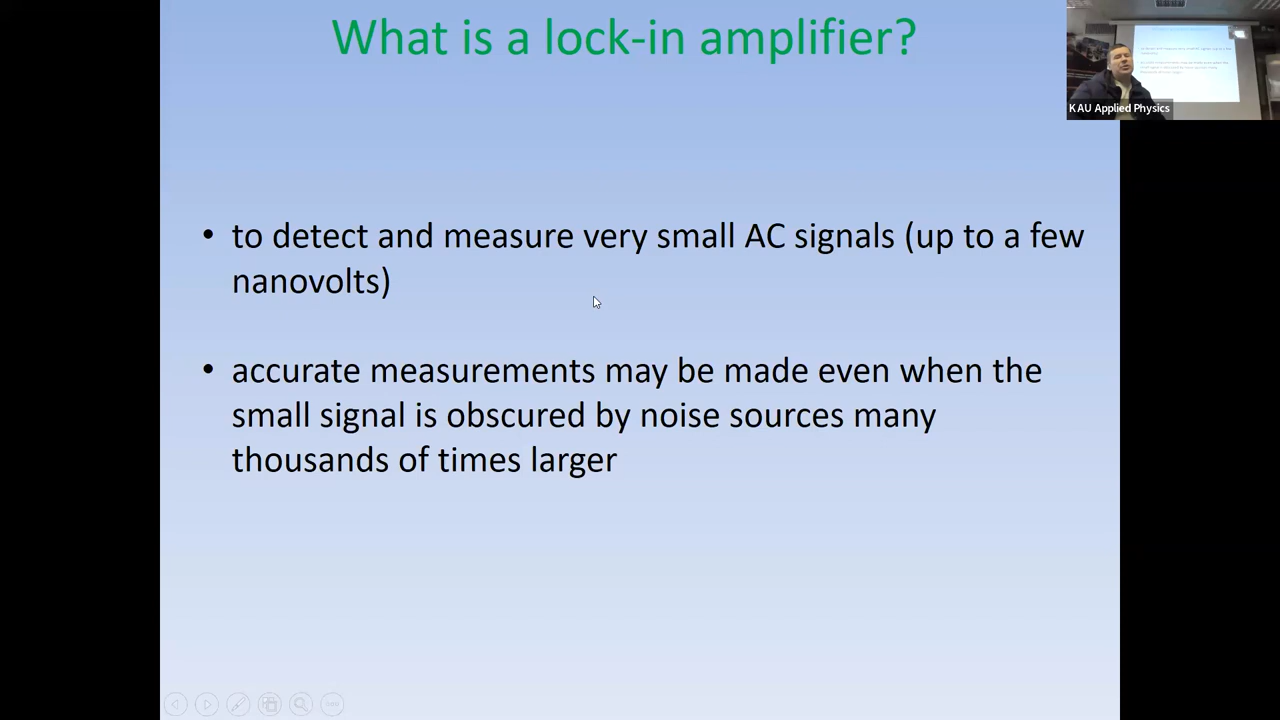 What is a lock-in amplifier?
K AU Applied Physics
• to detect and measure very small AC signals (up to a few
nanovolts)
• accurate measurements may be made even when the
small signal is obscured by noise sources many
thousands of times larger